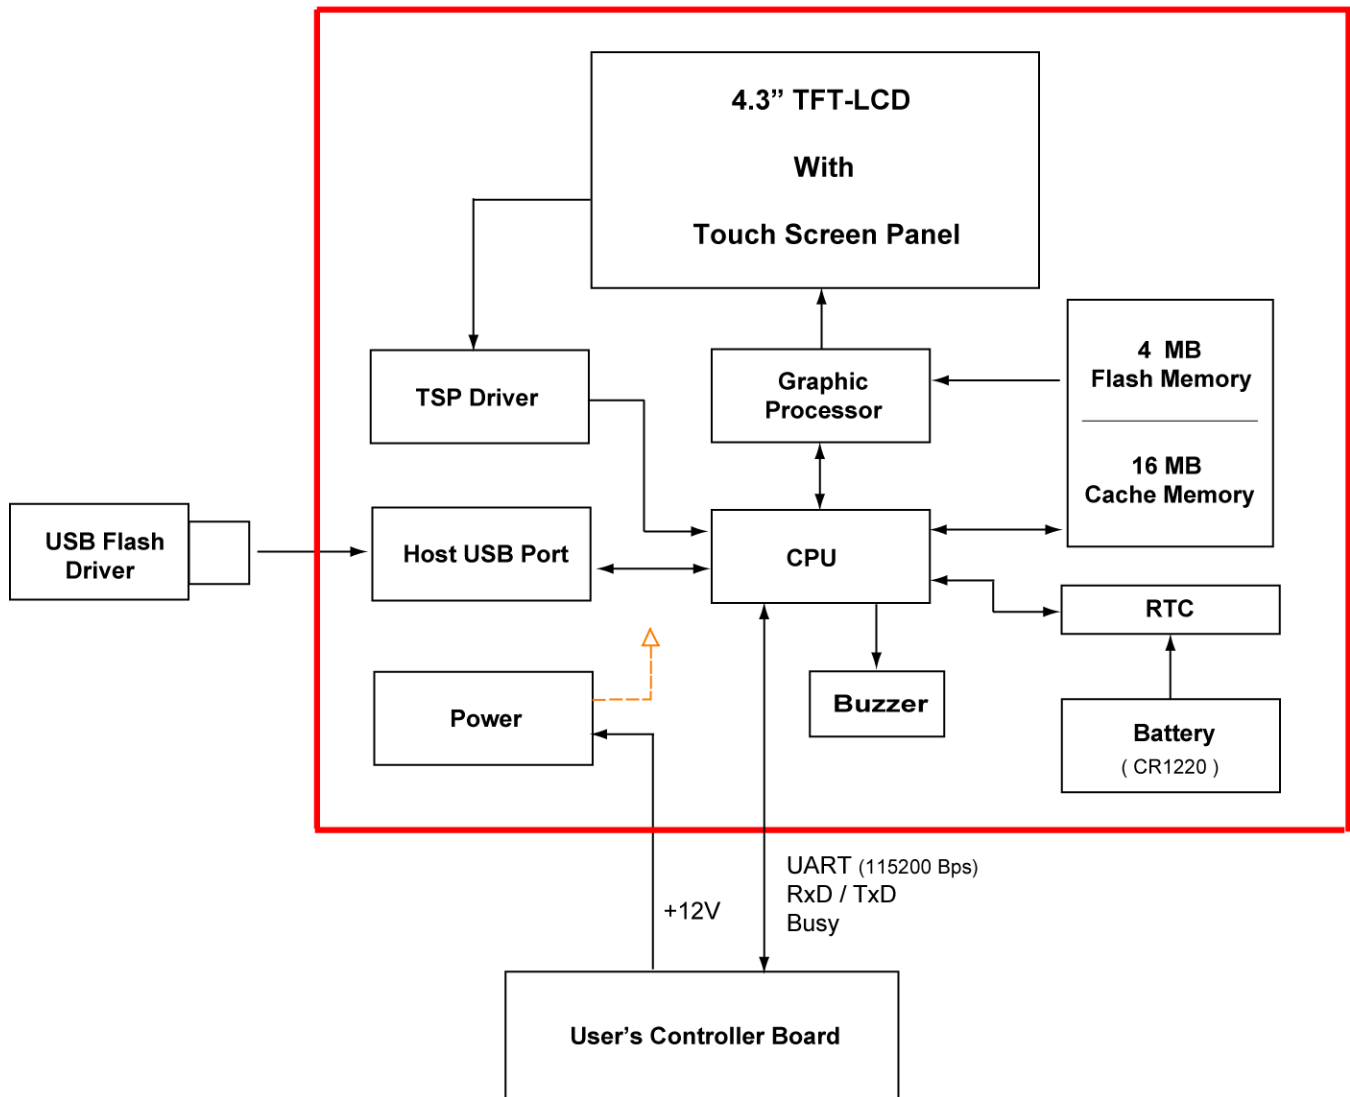 4.3” TFT-LCD
With
Touch Screen Panel
TSP Driver
Graphic
Processor
4 MB
Flash Memory
16 MB
Cache Memory
USB Flash
Driver
Host USB Port
CPU
RTC
Power
Buzzer
Battery
( CR1220 )
+12V
UART (115200 Bps)
RxD / TxD
Busy
User’s Controller Board